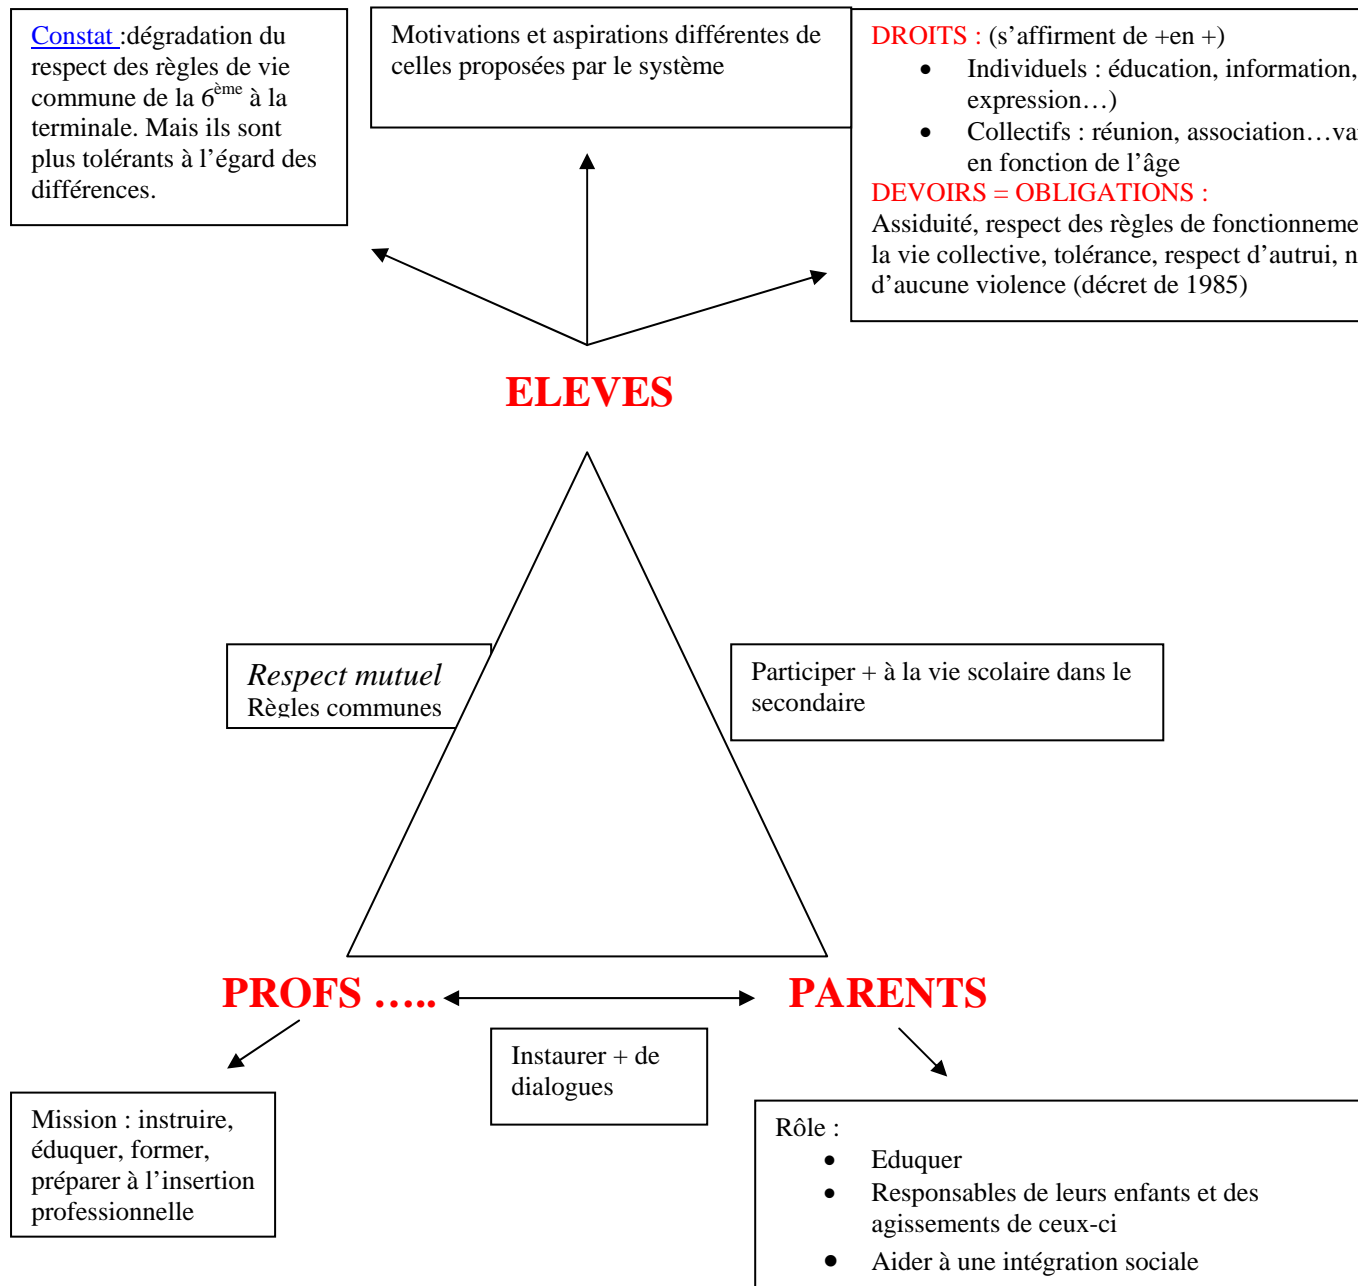 Constat :dégradation du
respect des règles de vie
commune de la 6ème à la
terminale. Mais ils sont
plus tolérants à l’égard des
différences.
Motivations et aspirations différentes de
celles proposées par le système
DROITS : (s’affirment de +en +)
• Individuels : éducation, information,
expression…)
• Collectifs : réunion, association…va
en fonction de l’âge
DEVOIRS = OBLIGATIONS :
Assiduité, respect des règles de fonctionneme
la vie collective, tolérance, respect d’autrui, n
d’aucune violence (décret de 1985)
ELEVES
Respect mutuel
Règles communes
Participer + à la vie scolaire dans le
secondaire
PROFS …..
PARENTS
Instaurer + de
dialogues
Mission : instruire,
éduquer, former,
préparer à l’insertion
professionnelle
Rôle :
• Eduquer
• Responsables de leurs enfants et des
agissements de ceux-ci
• Aider à une intégration sociale